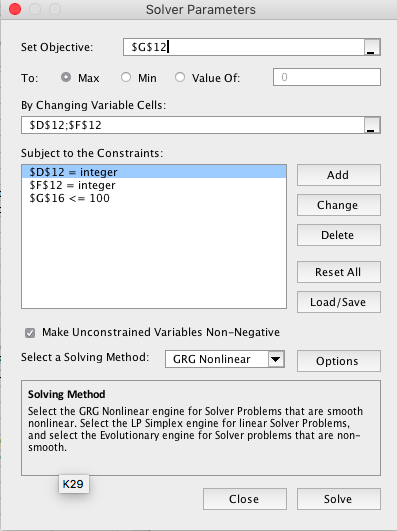 Solver Parameters
Set Objective: $G$12
To: Max Min Value Of: 0
By Changing Variable Cells:
$D$12;$F$12
Subject to the Constraints:
$D$12 = integer
$F$12 = integer
$G$16 <= 100
Add
Change
Delete
Reset All
Load/Save
Make Unconstrained Variables Non-Negative
Select a Solving Method: GRG Nonlinear Options
Solving Method
Select the GRG Nonlinear engine for Solver Problems that are smooth
nonlinear. Select the LP Simplex engine for linear Solver Problems,
and select the Evolutionary engine for Solver problems that are non-
smooth.
K29
Close Solve